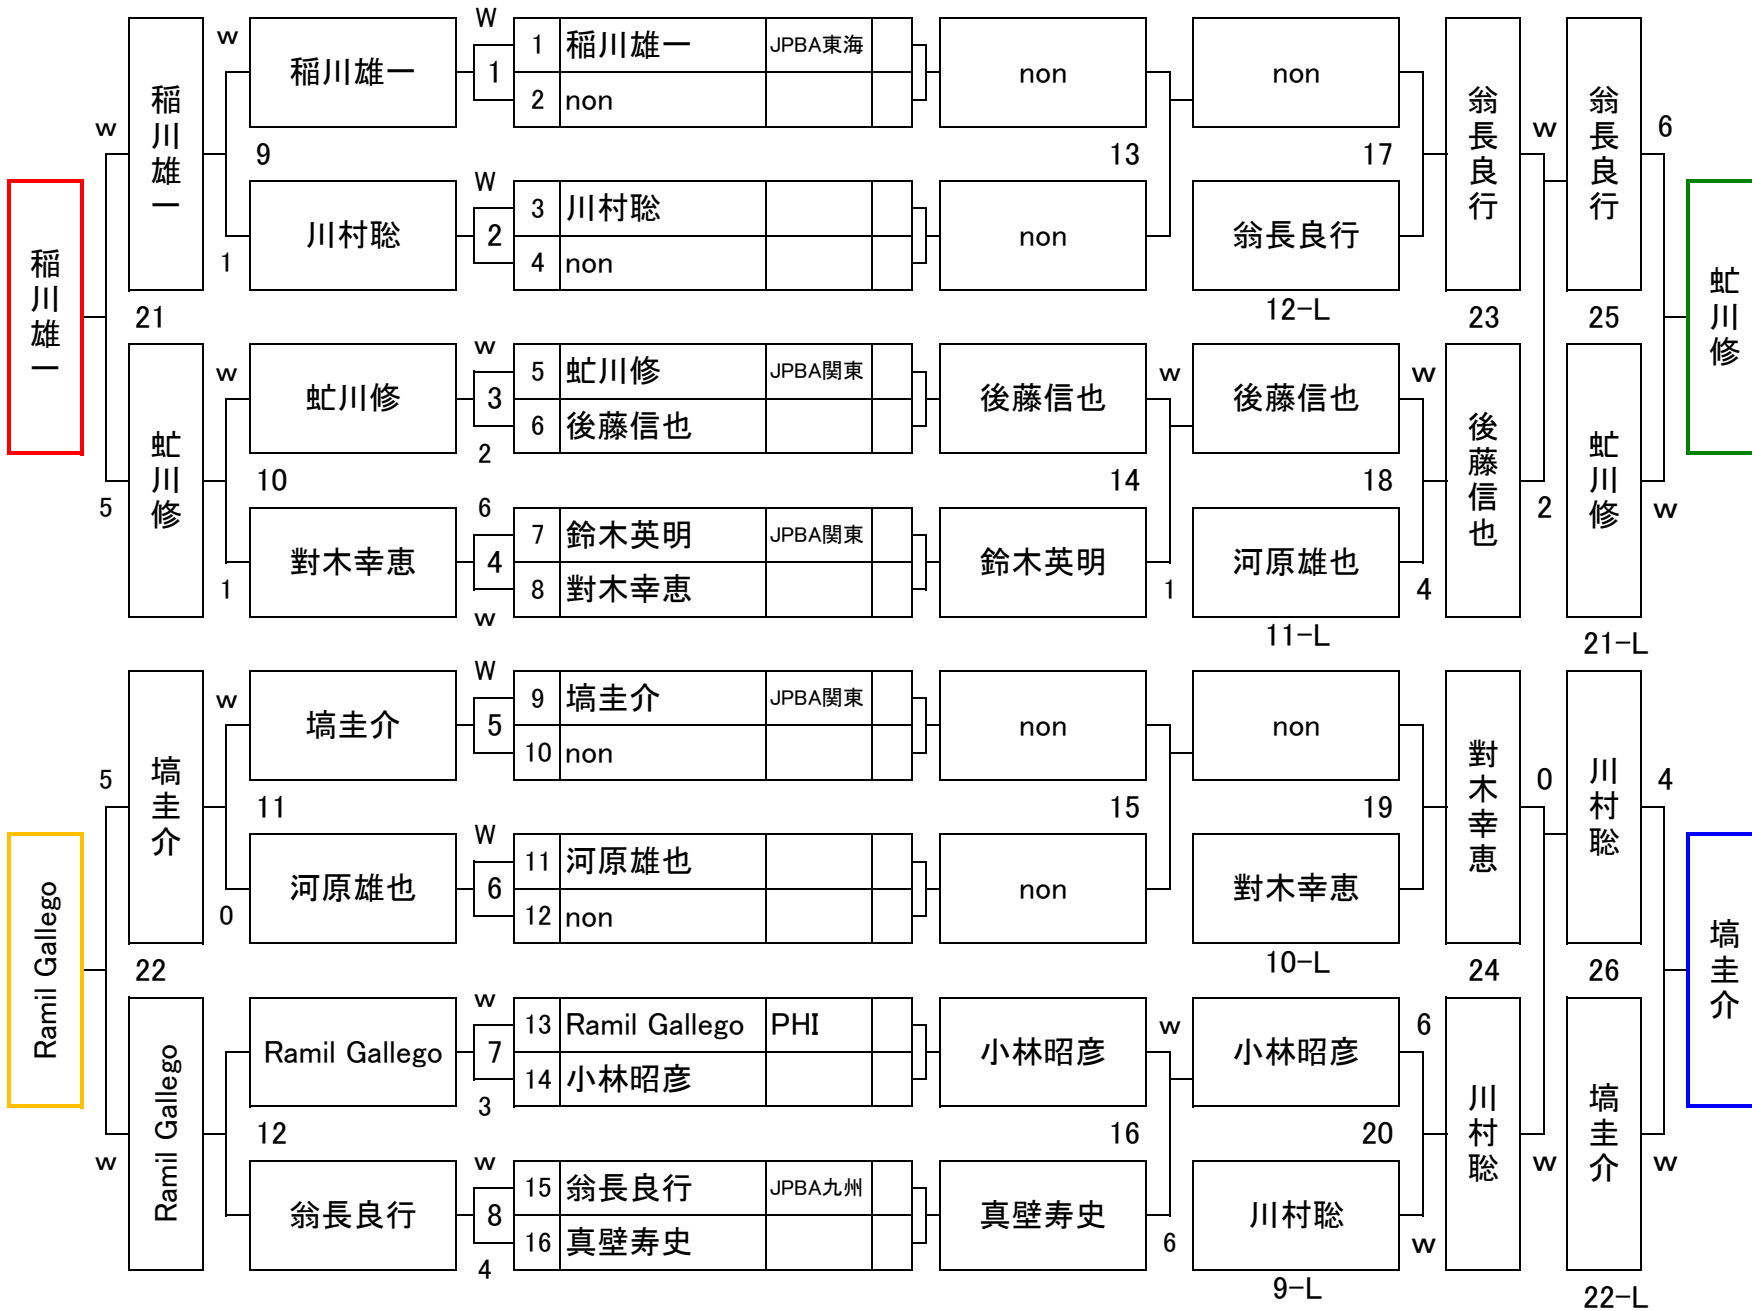 W
w
1 稲川雄一 JPBA東海
稲川雄一 1 non non
2 non
稲川雄一 翁長良行 翁長良行
w w 6
9 13 17
W
3 川村聡
川村聡 2 non 翁長良行
4 non
1
稲川雄一 虻川修
12-L
21 23 25
w
w w w
5 虻川修 JPBA関東
虻川修 3 後藤信也 後藤信也
6 後藤信也
2
虻川修 後藤信也 虻川修
10 14 18
5 6 2 w
7 鈴木英明 JPBA関東
對木幸恵 4 鈴木英明 河原雄也
8 對木幸恵
1 1 4
w
11-L
21-L
W
w
9 塙圭介 JPBA関東
塙圭介 5 non non
10 non
塙圭介 對木幸恵 川村聡
5 0 4
11 15 19
W
11 河原雄也
河原雄也 6 non 對木幸恵
12 non
0
Ramil Gallego 塙圭介
10-L
22 24 26
w
w 6
13 Ramil Gallego PHI
Ramil Gallego 7 小林昭彦 小林昭彦
14 小林昭彦
3
Ramil Gallego 川村聡 塙圭介
12 16 20
w w w w
15 翁長良行 JPBA九州
翁長良行 8 真壁寿史 川村聡
16 真壁寿史
6 w
4
9-L
22-L